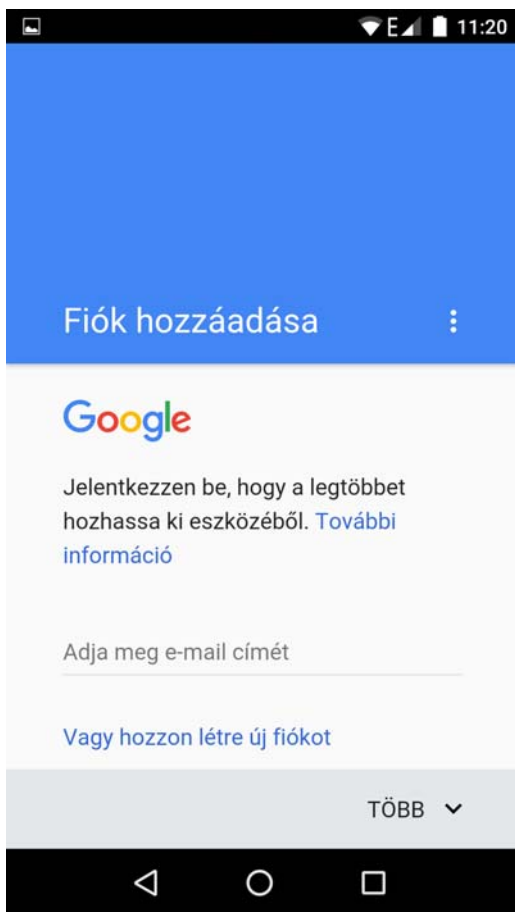 E 11:20
Fiók hozzáadása
Google
Jelentkezzen be, hogy a legtöbbet
hozhassa ki eszközéből. További
információ
Adja meg e-mail címét
Vagy hozzon létre új fiókot
TÖBB